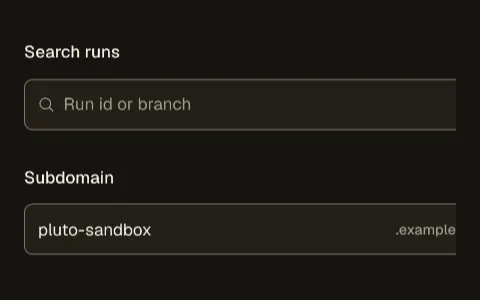 Search runs
Run id or branch
Subdomain
pluto-sandbox
.example